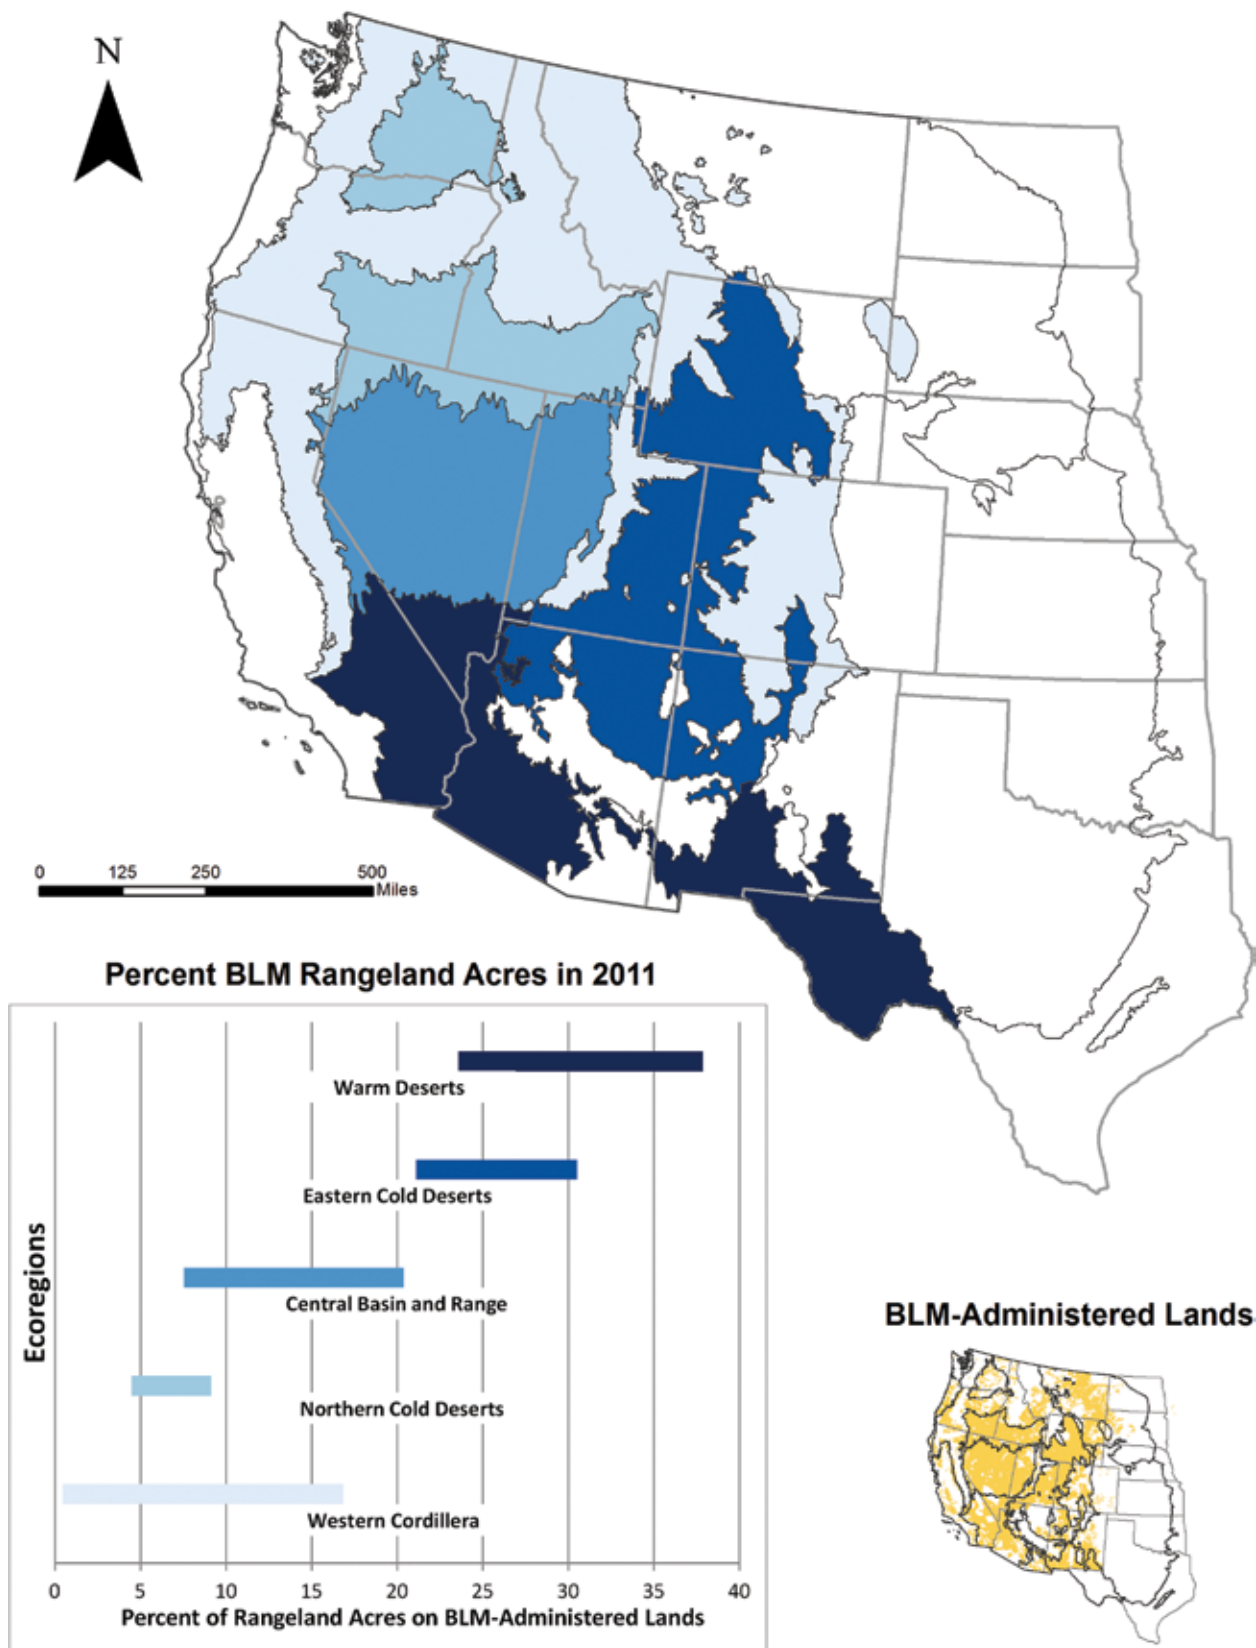 N
0 125 250 500
Miles
Percent BLM Rangeland Acres in 2011
Ecoregions
Warm Deserts
Eastern Cold Deserts
Central Basin and Range
Northern Cold Deserts
Western Cordillera
0 5 10 15 20 25 30 35 40
Percent of Rangeland Acres on BLM-Administered Lands
BLM-Administered Lands